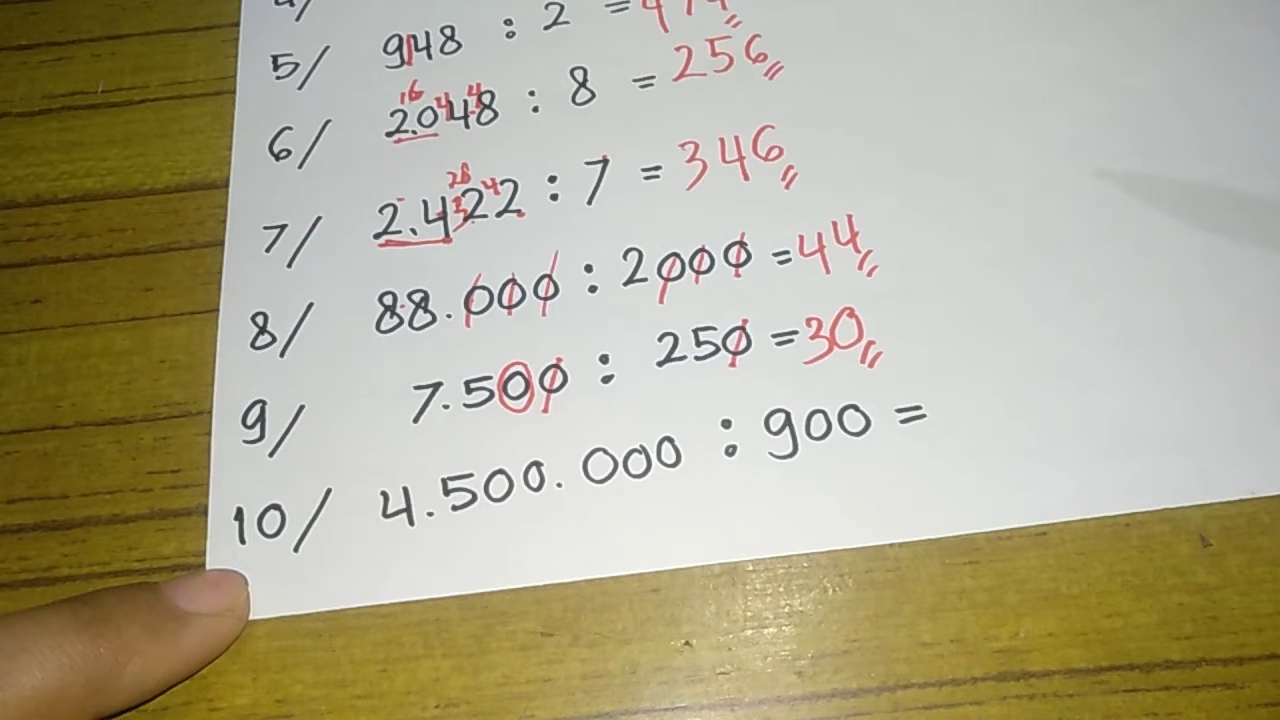 5/ 948 : 2 = 474
6/ 2.048 : 8 = 256
7/ 2.422 : 7 = 346
8/ 88.000 : 2000 = 44
9/ 7.500 : 250 = 30
10/ 4.500.000 : 900 =